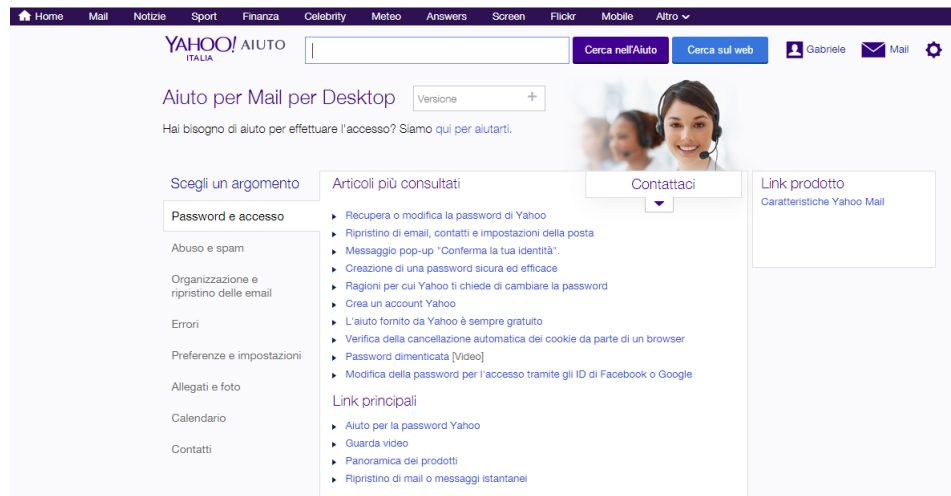 Home Mail Notizie Sport Finanza Celebrity Meteo Answers Screen Flickr Mobile Altro
YAHOO! AIUTO
ITALIA
Cerca nell'Aiuto Cerca sul web Gabriele Mail
Aiuto per Mail per Desktop Versione +
Hai bisogno di aiuto per effettuare l'accesso? Siamo qui per aiutarti.
Scegli un argomento
Password e accesso
Abuso e spam
Organizzazione e
ripristino delle email
Errori
Preferenze e impostazioni
Allegati e foto
Calendario
Contatti
Articoli più consultati
Recupera o modifica la password di Yahoo
Ripristino di email, contatti e impostazioni della posta
Messaggio pop-up "Conferma la tua identità".
Creazione di una password sicura ed efficace
Ragioni per cui Yahoo ti chiede di cambiare la password
Crea un account Yahoo
L'aiuto fornito da Yahoo è sempre gratuito
Verifica della cancellazione automatica dei cookie da parte di un browser
Password dimenticata [Video]
Modifica della password per l'accesso tramite gli ID di Facebook o Google
Link principali
Aiuto per la password Yahoo
Guarda video
Panoramica dei prodotti
Ripristino di mail o messaggi istantanei
Contattaci
Link prodotto
Caratteristiche Yahoo Mail